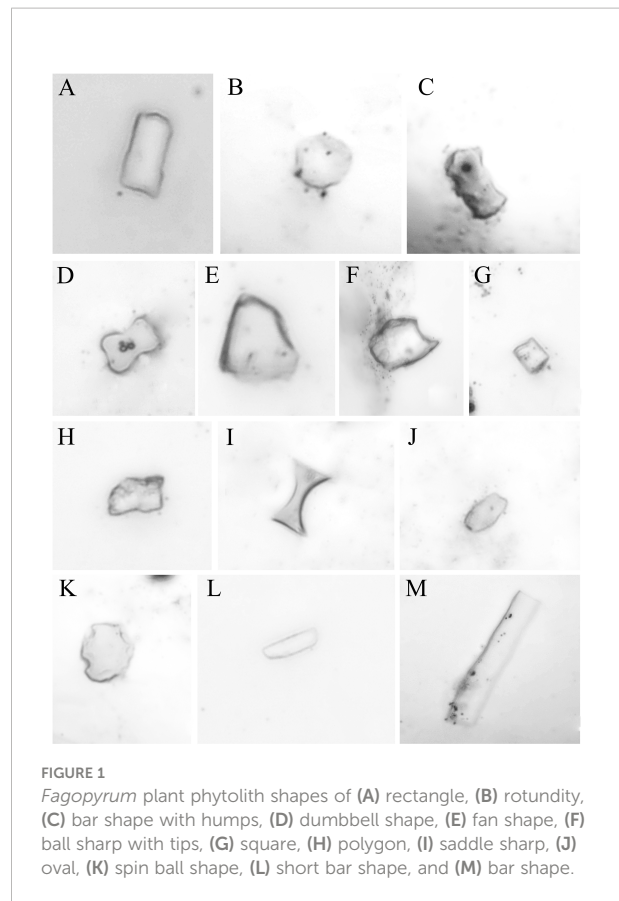 A
B
C
D
E
F
G
H
I
J
K
L
M
FIGURE 1
Fagopyrum plant phytolith shapes of (A) rectangle, (B) rotundity,
(C) bar shape with humps, (D) dumbbell shape, (E) fan shape, (F)
ball sharp with tips, (G) square, (H) polygon, (I) saddle sharp, (J)
oval, (K) spin ball shape, (L) short bar shape, and (M) bar shape.